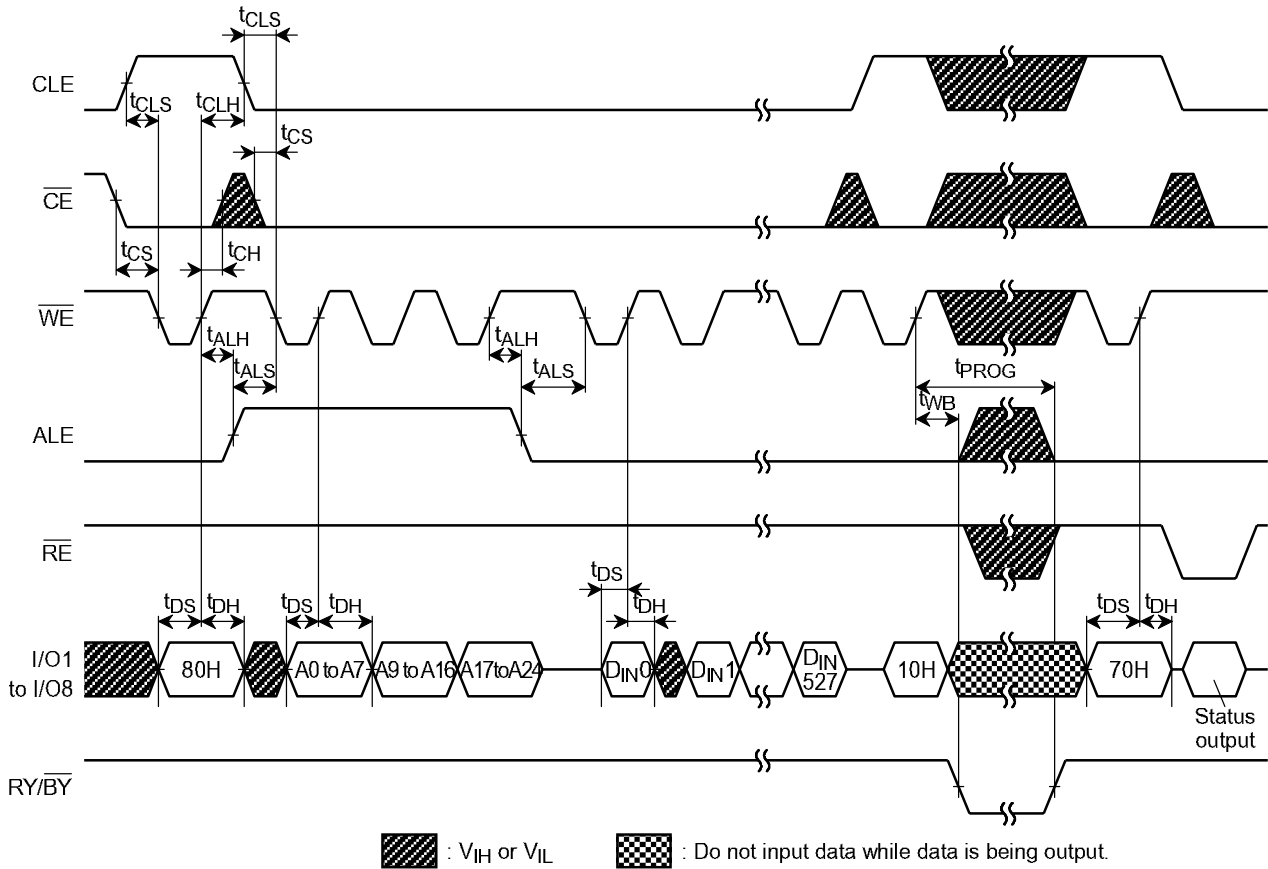 tCLS
CLE
tCLS
tCLH
tCS
CE
tCS
tCH
WE
tALH
tALS
tALH
tALS
tPROG
tWB
ALE
RE
tDS
tDH
tDS
tDH
tDS
tDH
tDS
tDH
I/O1
to I/O8
80H
A0 to A7
A9 to A16
A17 to A24
DIN0
DIN1
DIN
527
10H
70H
Status
output
RY/BY
: VIH or VIL
: Do not input data while data is being output.